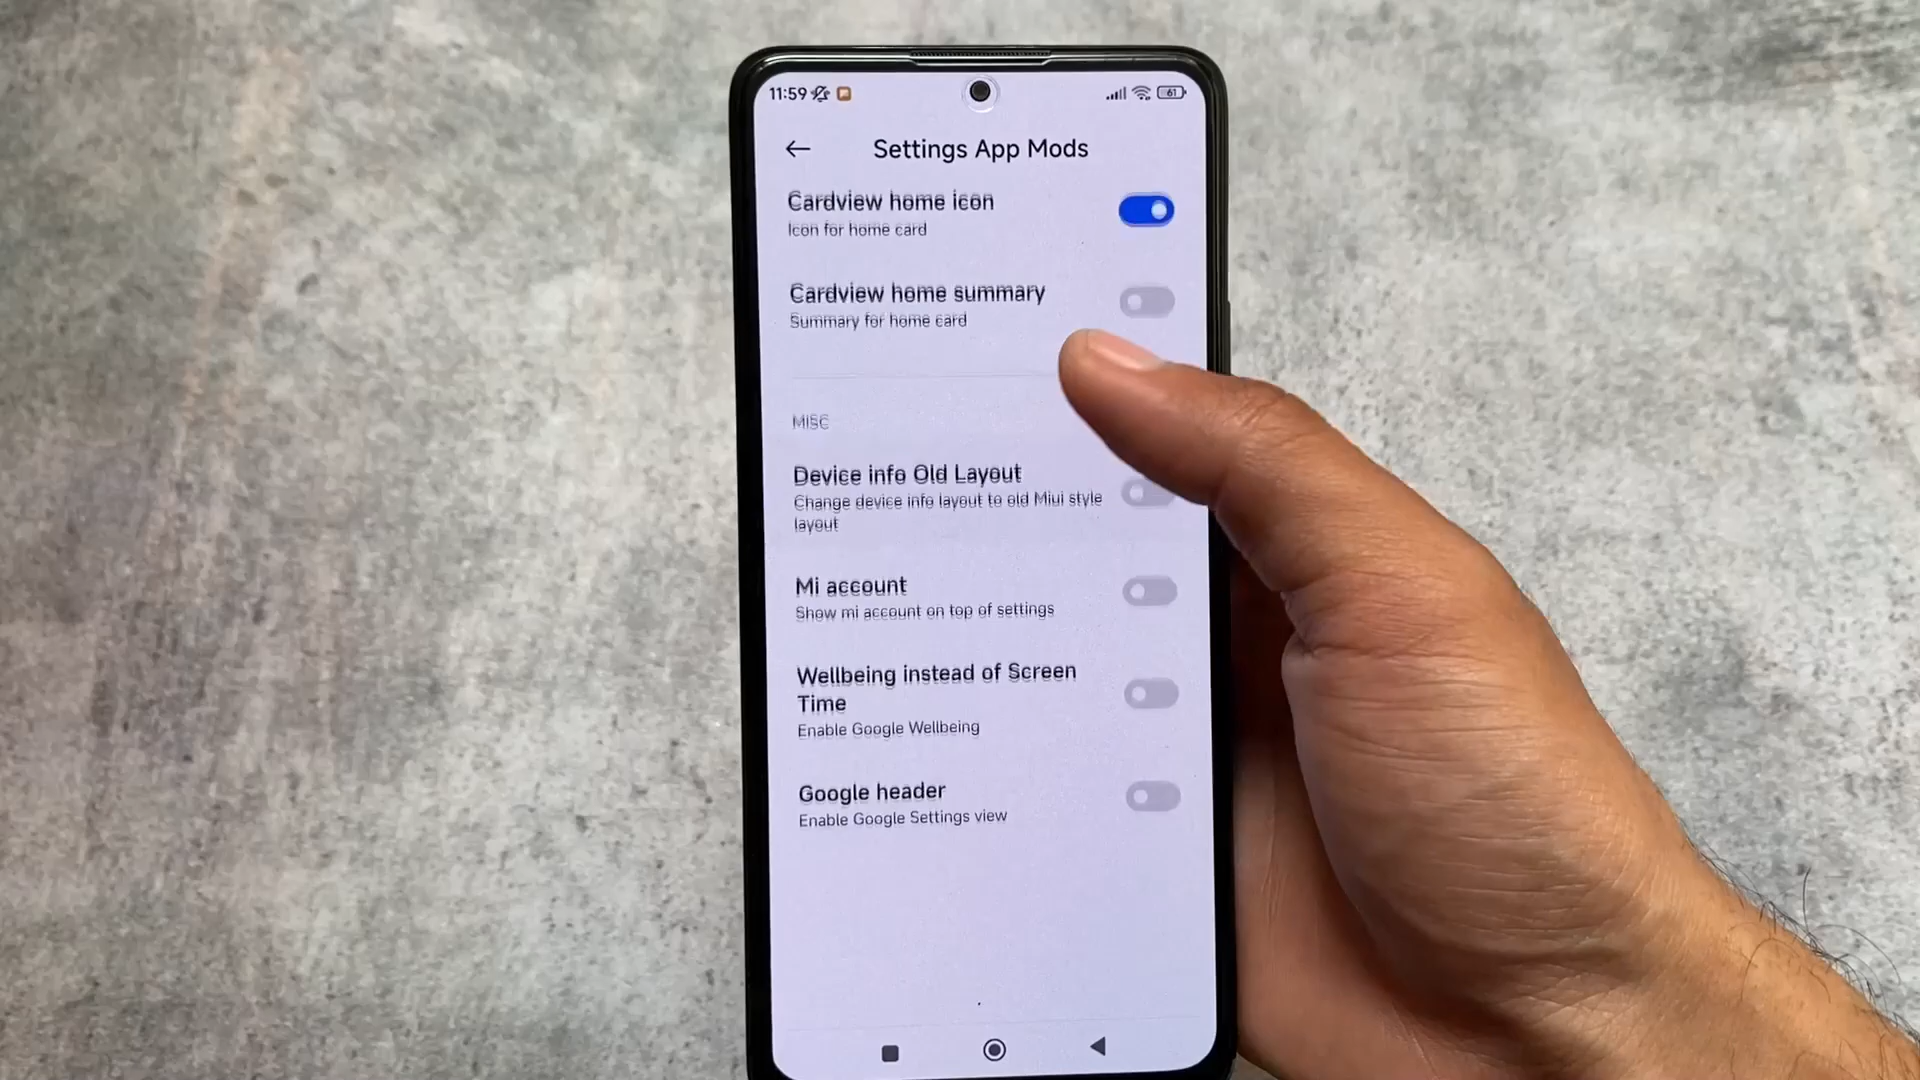 11:59
61
Settings App Mods
Cardview home icon
Icon for home card
Cardview home summary
Summary for home card
MISC
Device info Old Layout
Change device info layout to old Miui style
layout
Mi account
Show mi account on top of settings
Wellbeing instead of Screen
Time
Enable Google Wellbeing
Google header
Enable Google Settings view